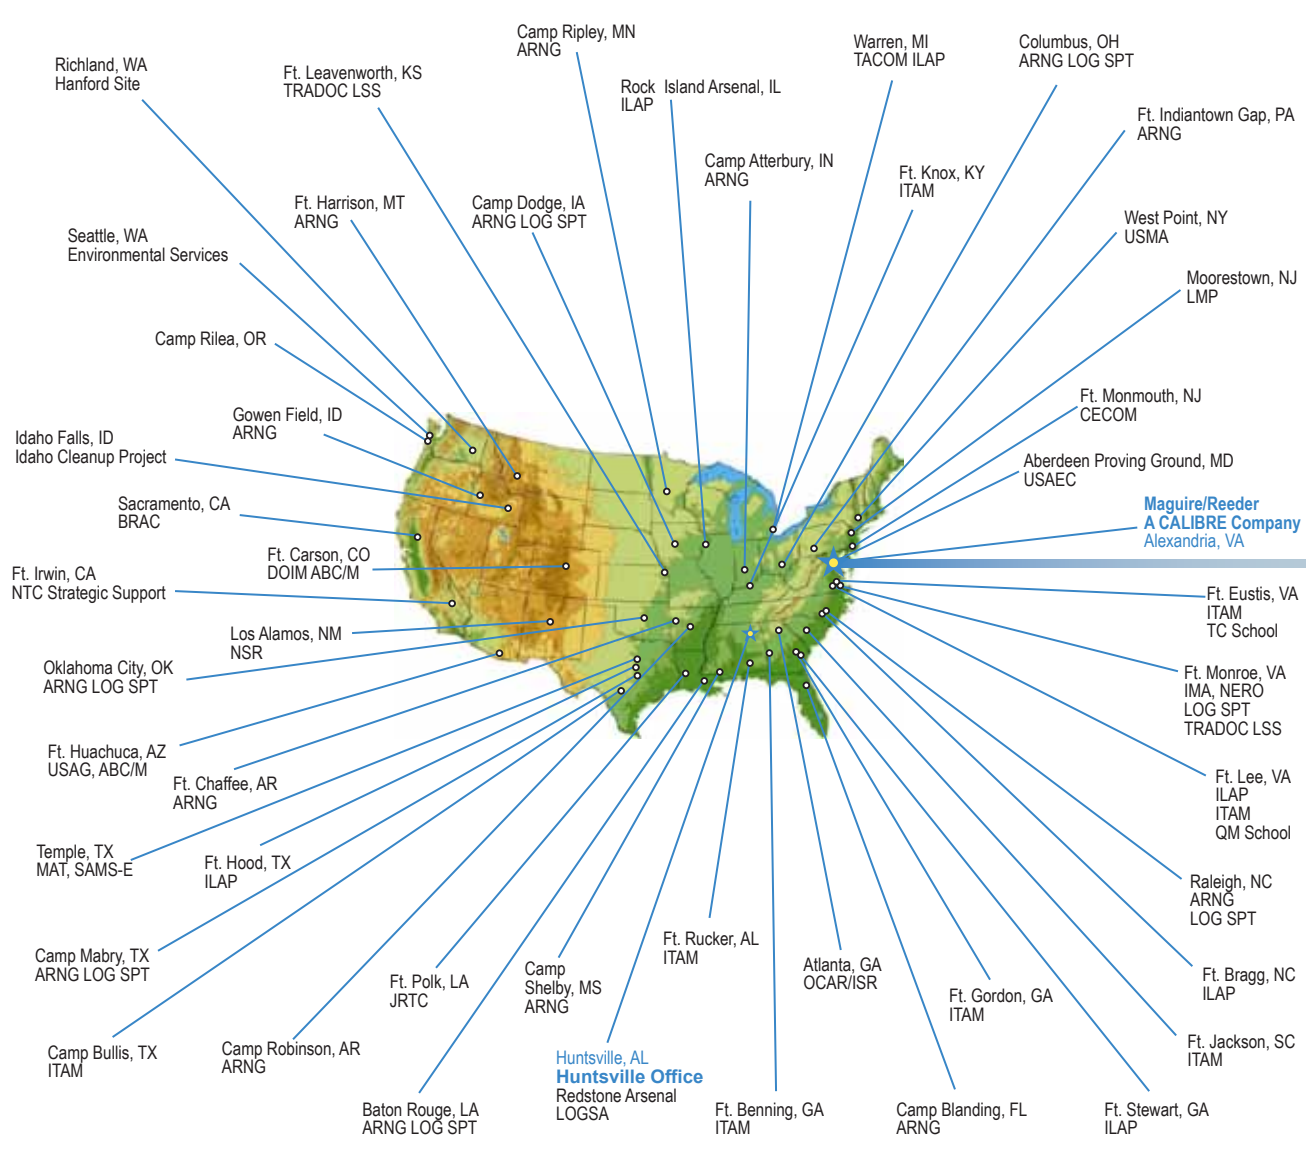 Camp Ripley, MN
ARNG
Warren, MI
TACOM ILAP
Columbus, OH
ARNG LOG SPT
Richland, WA
Hanford Site
Ft. Leavenworth, KS
TRADOC LSS
Rock Island Arsenal, IL
ILAP
Ft. Indiantown Gap, PA
ARNG
Camp Atterbury, IN
ARNG
Ft. Knox, KY
ITAM
Ft. Harrison, MT
ARNG
Camp Dodge, IA
ARNG LOG SPT
West Point, NY
USMA
Seattle, WA
Environmental Services
Moorestown, NJ
LMP
Camp Rilea, OR
Ft. Monmouth, NJ
CECOM
Gowen Field, ID
ARNG
Idaho Falls, ID
Idaho Cleanup Project
Aberdeen Proving Ground, MD
USAEC
Sacramento, CA
BRAC
Maguire/Reeder
A CALIBRE Company
Alexandria, VA
Ft. Carson, CO
DOIM ABC/M
Ft. Irwin, CA
NTC Strategic Support
Ft. Eustis, VA
ITAM
TC School
Los Alamos, NM
NSR
Oklahoma City, OK
ARNG LOG SPT
Ft. Monroe, VA
IMA, NERO
LOG SPT
TRADOC LSS
Ft. Huachuca, AZ
USAG, ABC/M
Ft. Chaffee, AR
ARNG
Ft. Lee, VA
ILAP
ITAM
QM School
Temple, TX
MAT, SAMS-E
Ft. Hood, TX
ILAP
Raleigh, NC
ARNG
LOG SPT
Camp Mabry, TX
ARNG LOG SPT
Ft. Polk, LA
JRTC
Camp
Shelby, MS
ARNG
Ft. Rucker, AL
ITAM
Atlanta, GA
OCAR/ISR
Ft. Gordon, GA
ITAM
Ft. Bragg, NC
ILAP
Camp Bullis, TX
ITAM
Camp Robinson, AR
ARNG
Huntsville, AL
Huntsville Office
Redstone Arsenal
LOGSA
Ft. Jackson, SC
ITAM
Baton Rouge, LA
ARNG LOG SPT
Ft. Benning, GA
ITAM
Camp Blanding, FL
ARNG
Ft. Stewart, GA
ILAP